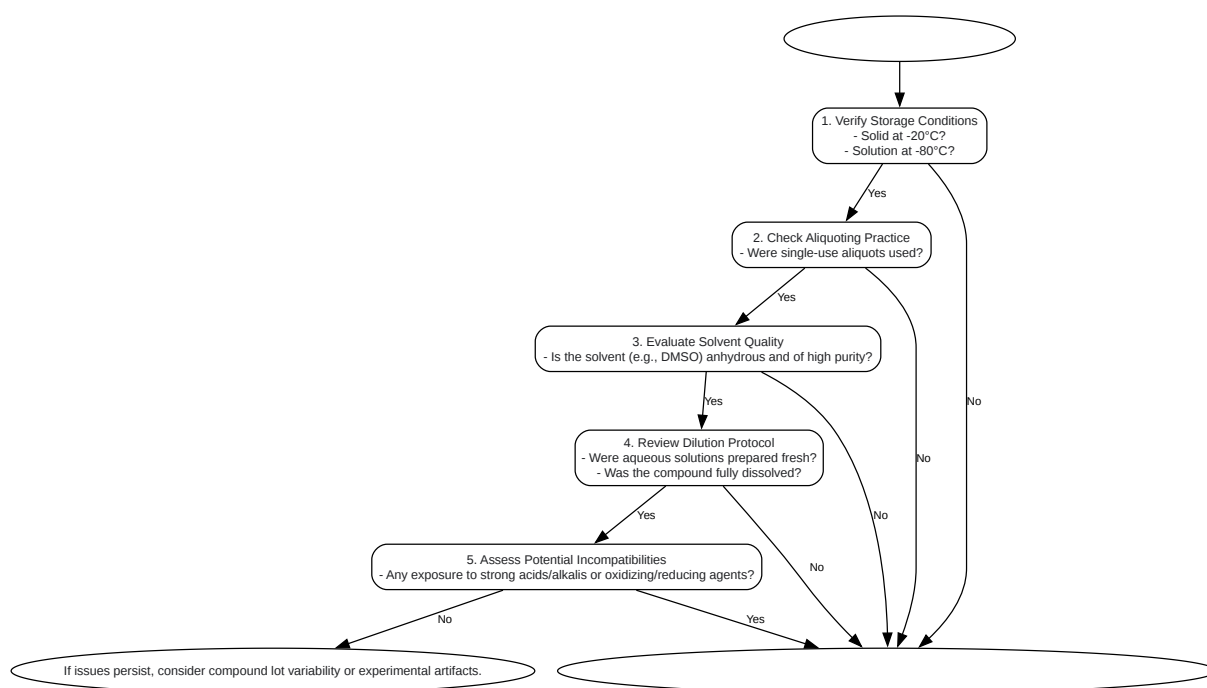 1. Verify Storage Conditions
- Solid at -20°C?
- Solution at -80°C?
Yes
2. Check Aliquoting Practice
- Were single-use aliquots used?
Yes
3. Evaluate Solvent Quality
- Is the solvent (e.g., DMSO) anhydrous and of high purity?
Yes
No
4. Review Dilution Protocol
- Were aqueous solutions prepared fresh?
- Was the compound fully dissolved?
No
Yes
No
5. Assess Potential Incompatibilities
- Any exposure to strong acids/alkalis or oxidizing/reducing agents?
No
No
Yes
If issues persist, consider compound lot variability or experimental artifacts.